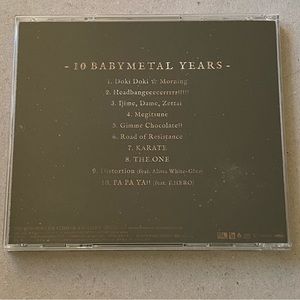 - 10 BABYMETAL YEARS -
1. Doki Doki ☆ Morning
2. Headbangeeeeerrrrr!!!!!
3. Ijime, Dame, Zettai
4. Megitsune
5. Gimme Chocolate!!
6. Road of Resistance
7. KARATE
8. THE ONE
9. Distortion (feat. Alissa White-Gluz)
10. PA PA YA!! (feat. F.HERO)